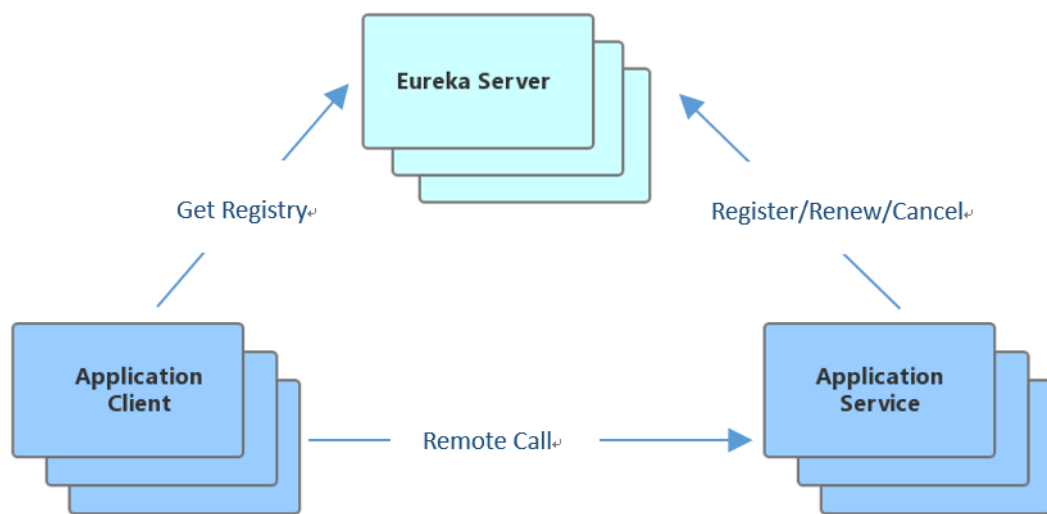 Eureka Server
Get Registry↵
Register/Renew/Cancel↵
Application
Client
Application
Service
Remote Call↵